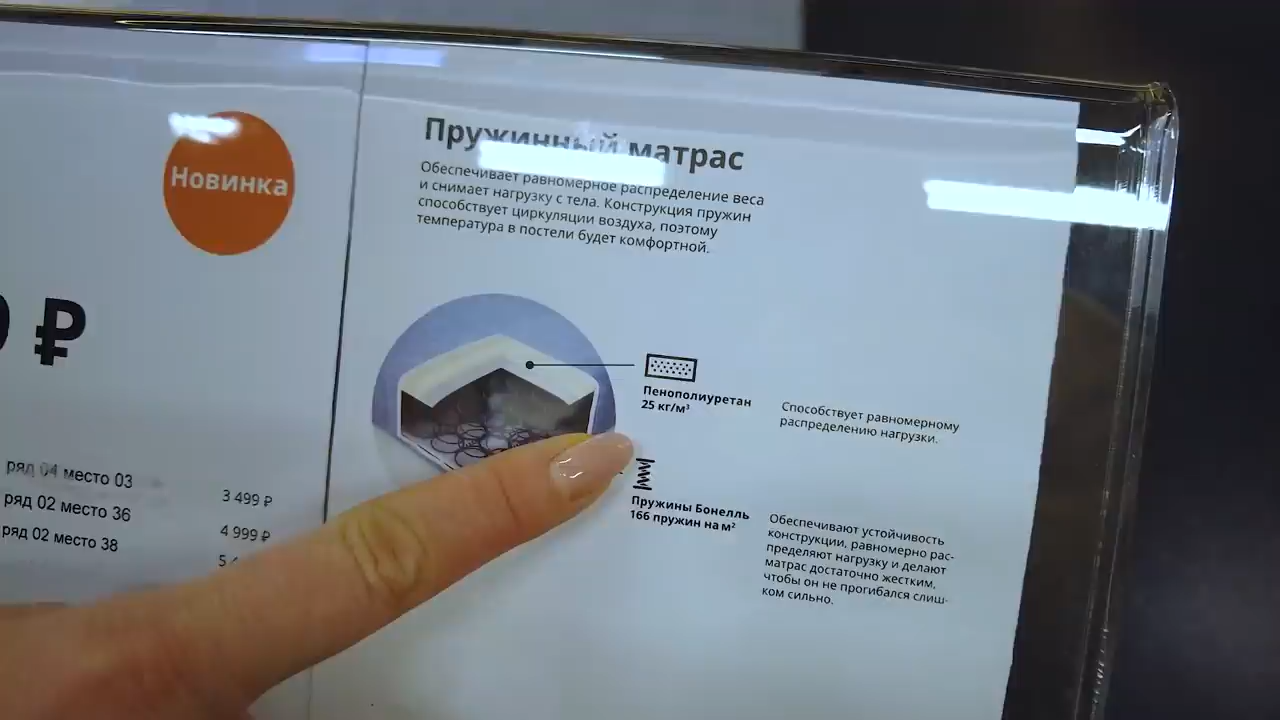 Новинка
₽
ряд 04 место 03
3 499 ₽
ряд 02 место 36
4 999 ₽
ряд 02 место 38
Пружинный матрас
Обеспечивает равномерное распределение веса
и снимает нагрузку с тела. Конструкция пружин
способствует циркуляции воздуха, поэтому
температура в постели будет комфортной.
Пенополиуретан
25 кг/м³
Способствует равномерному
распределению нагрузки.
Пружины Бонелль
166 пружин на м²
Обеспечивают устойчивость
конструкции, равномерно рас-
пределяют нагрузку и делают
матрас достаточно жестким,
чтобы он не прогибался слиш-
ком сильно.